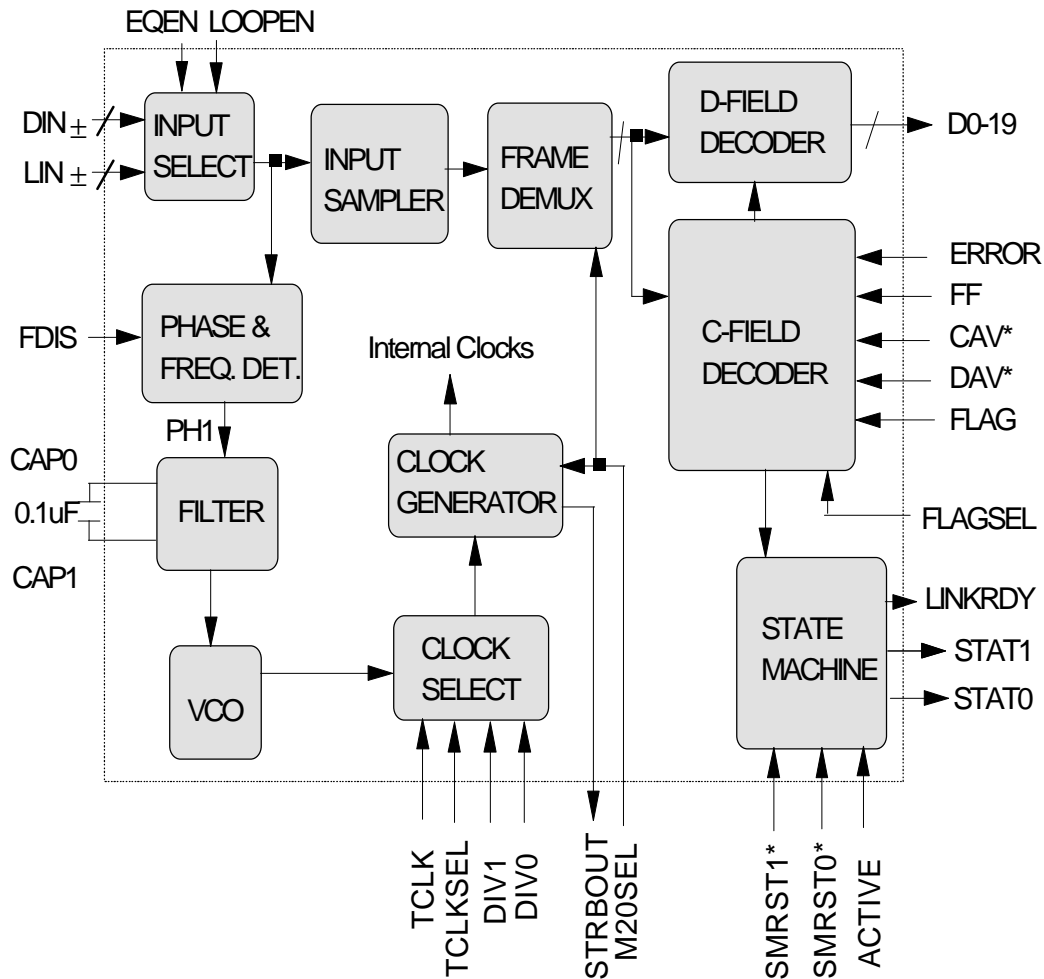 EQEN LOOPEN
DIN ±
LIN ±
INPUT
SELECT
INPUT
SAMPLER
FRAME
DEMUX
D-FIELD
DECODER
D0-19
C-FIELD
DECODER
ERROR
FF
CAV*
DAV*
FLAG
FLAGSEL
FDIS
PHASE &
FREQ. DET.
Internal Clocks
PH1
CAP0
0.1uF
CAP1
FILTER
CLOCK
GENERATOR
VCO
CLOCK
SELECT
STATE
MACHINE
LINKRDY
STAT1
STAT0
TCLK
TCLKSEL
DIV1
DIV0
STRBOUT
M20SEL
SMRST1*
SMRST0*
ACTIVE